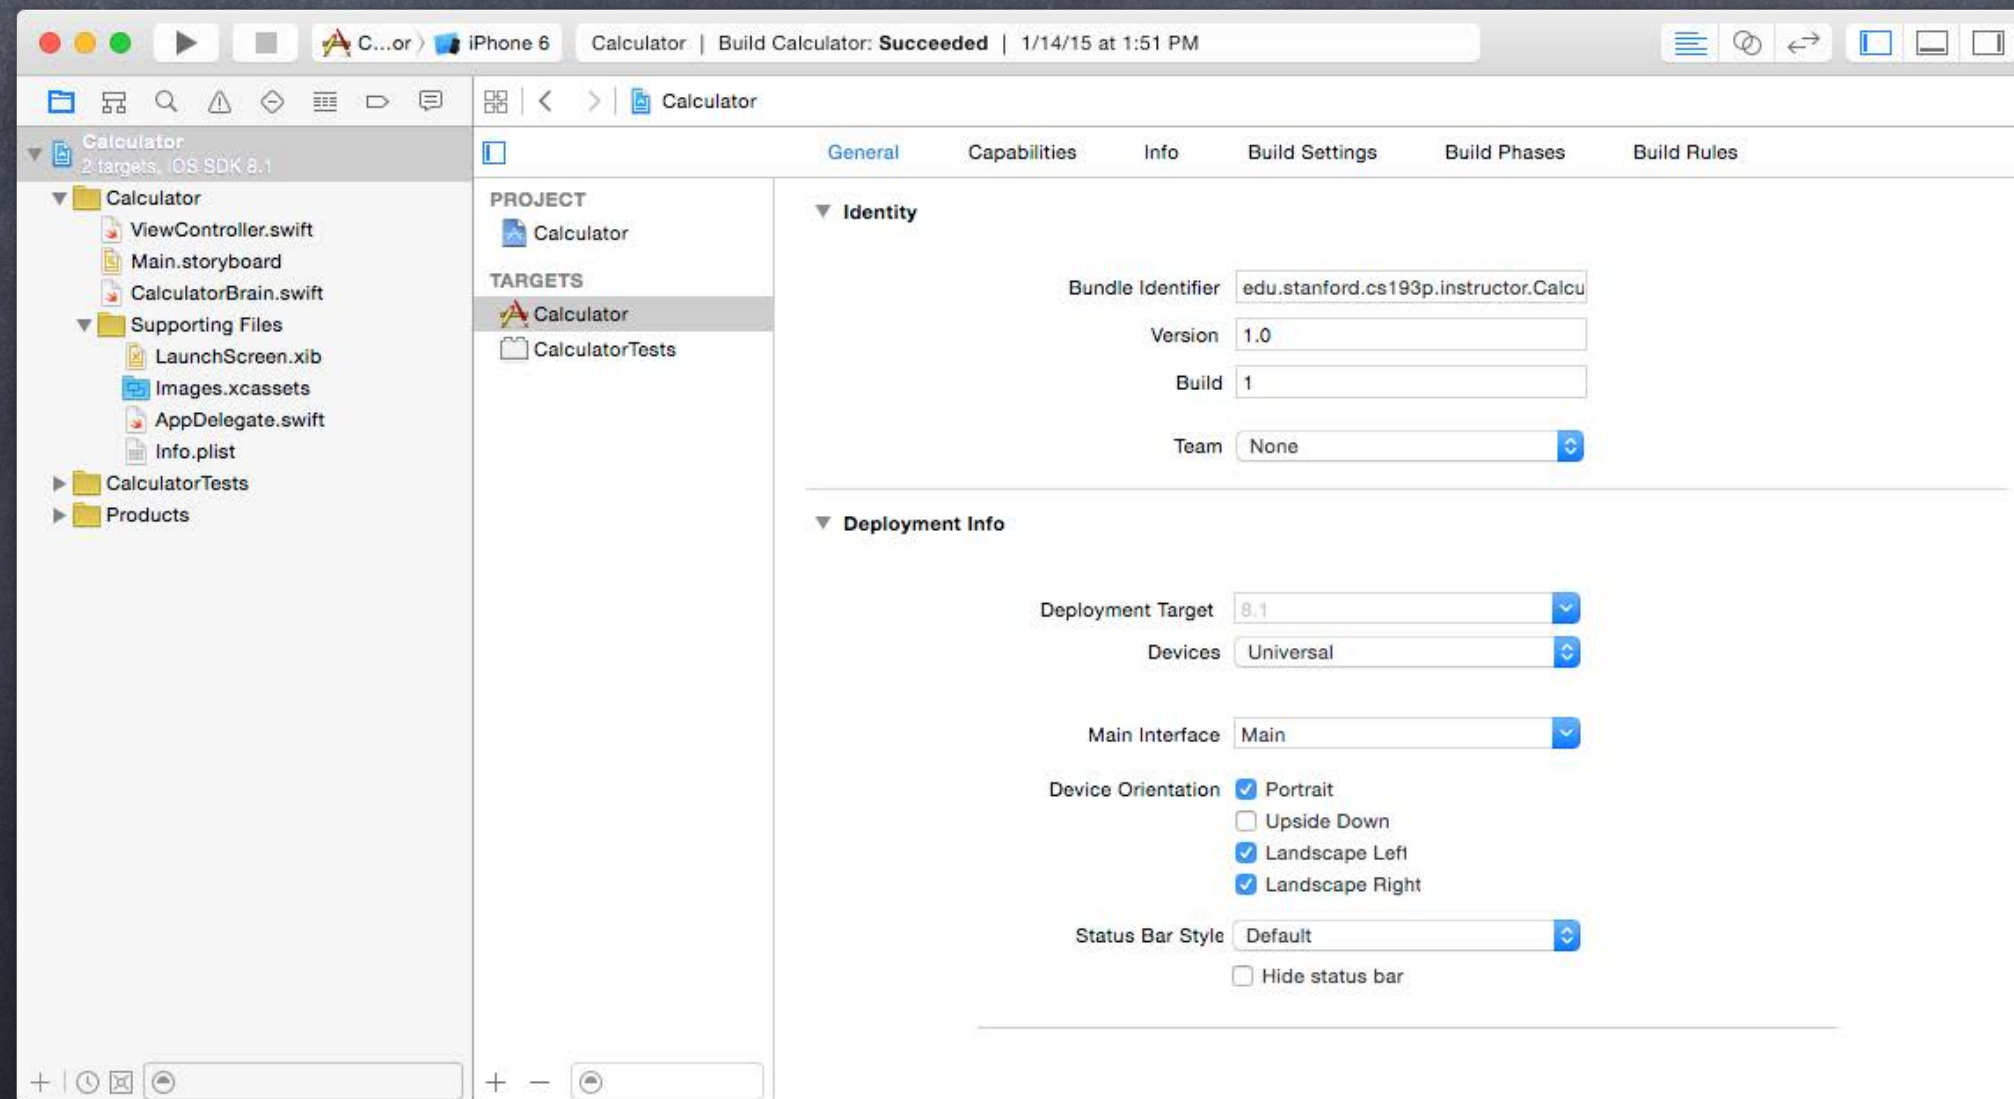 C...or › iPhone 6 Calculator | Build Calculator: Succeeded | 1/14/15 at 1:51 PM
Calculator
Calculator
2 targets, OS SDK 8.1
Calculator
ViewController.swift
Main.storyboard
CalculatorBrain.swift
Supporting Files
LaunchScreen.xib
Images.xcassets
AppDelegate.swift
Info.plist
CalculatorTests
Products
General Capabilities Info Build Settings Build Phases Build Rules
PROJECT
Calculator
TARGETS
Calculator
CalculatorTests
Identity
Bundle Identifier edu.stanford.cs193p.instructor.Calcu
Version 1.0
Build 1
Team None
Deployment Info
Deployment Target 8.1
Devices Universal
Main Interface Main
Device Orientation Portrait
Upside Down
Landscape Left
Landscape Right
Status Bar Style Default
Hide status bar